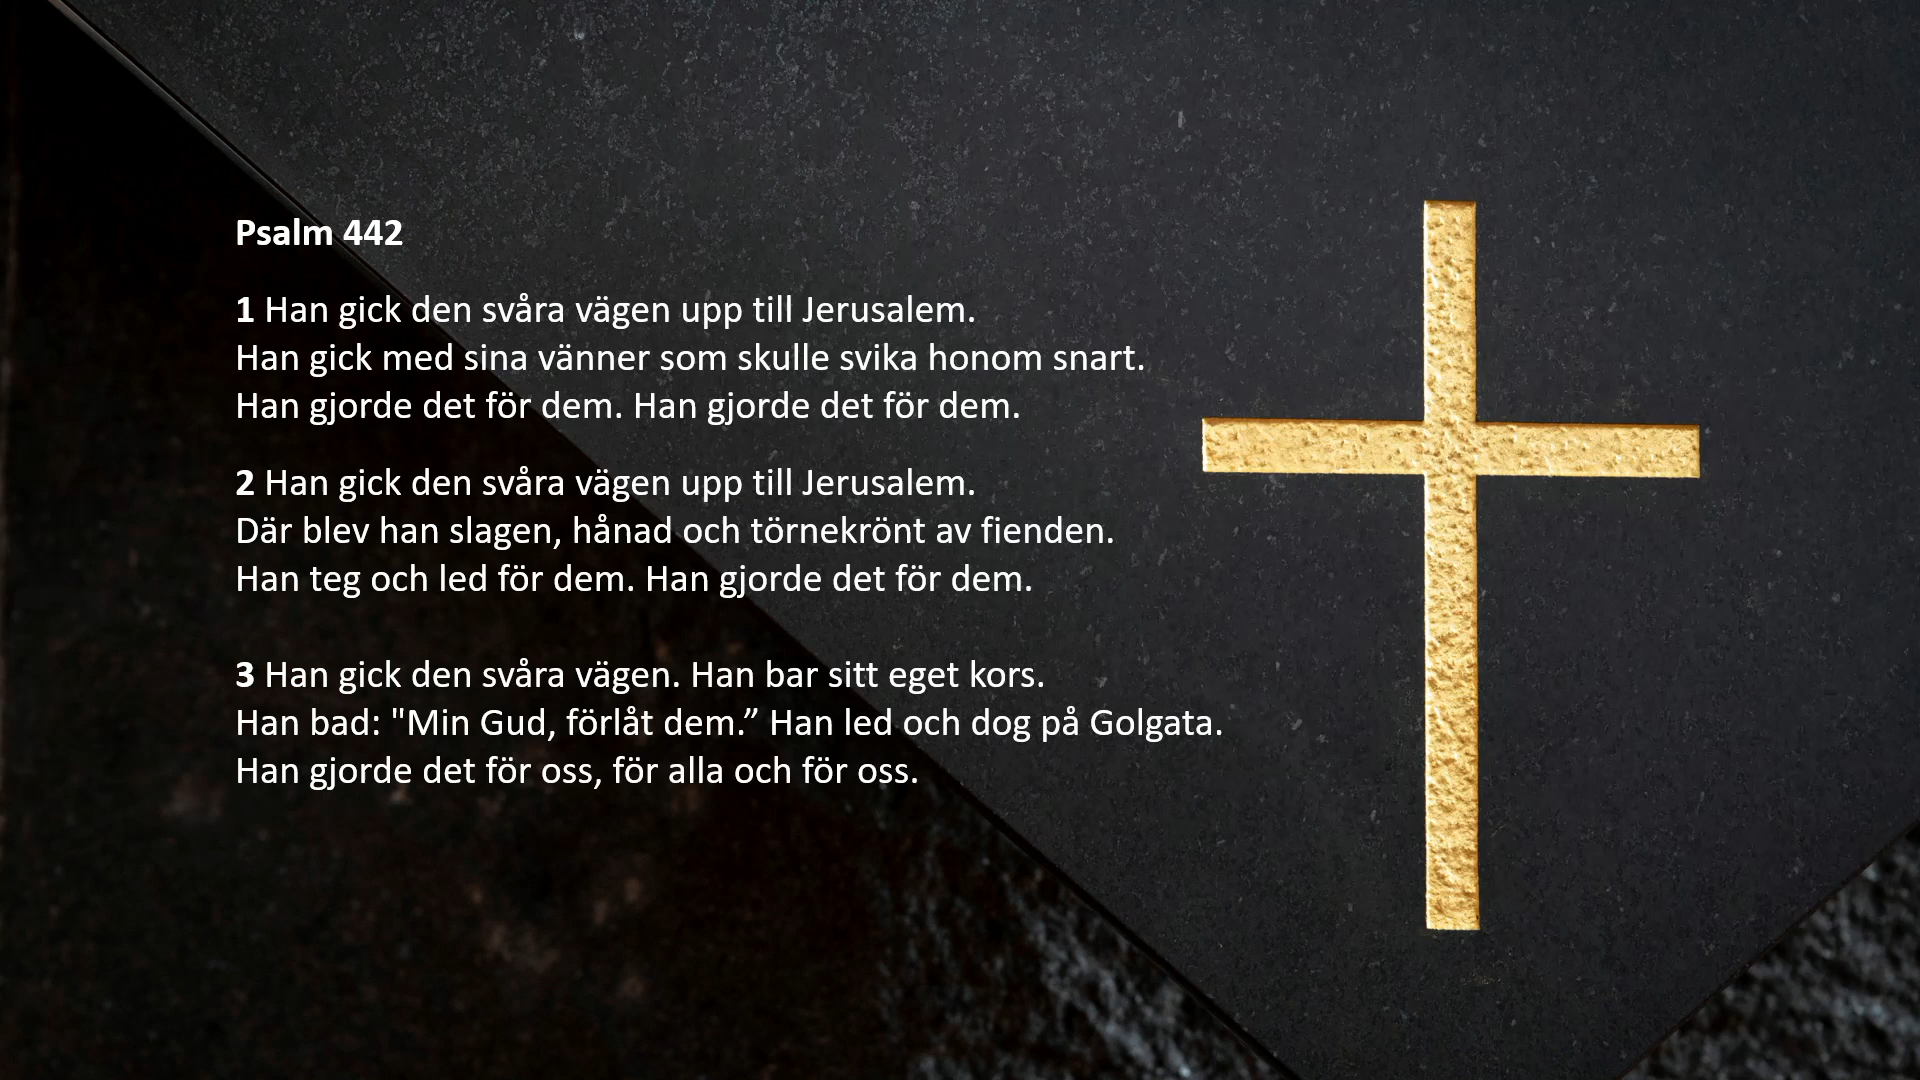 Psalm 442
1 Han gick den svåra vägen upp till Jerusalem.
Han gick med sina vänner som skulle svika honom snart.
Han gjorde det för dem. Han gjorde det för dem.
2 Han gick den svåra vägen upp till Jerusalem.
Där blev han slagen, hånad och törnekrönt av fienden.
Han teg och led för dem. Han gjorde det för dem.
3 Han gick den svåra vägen. Han bar sitt eget kors.
Han bad: "Min Gud, förlåt dem.” Han led och dog på Golgata.
Han gjorde det för oss, för alla och för oss.